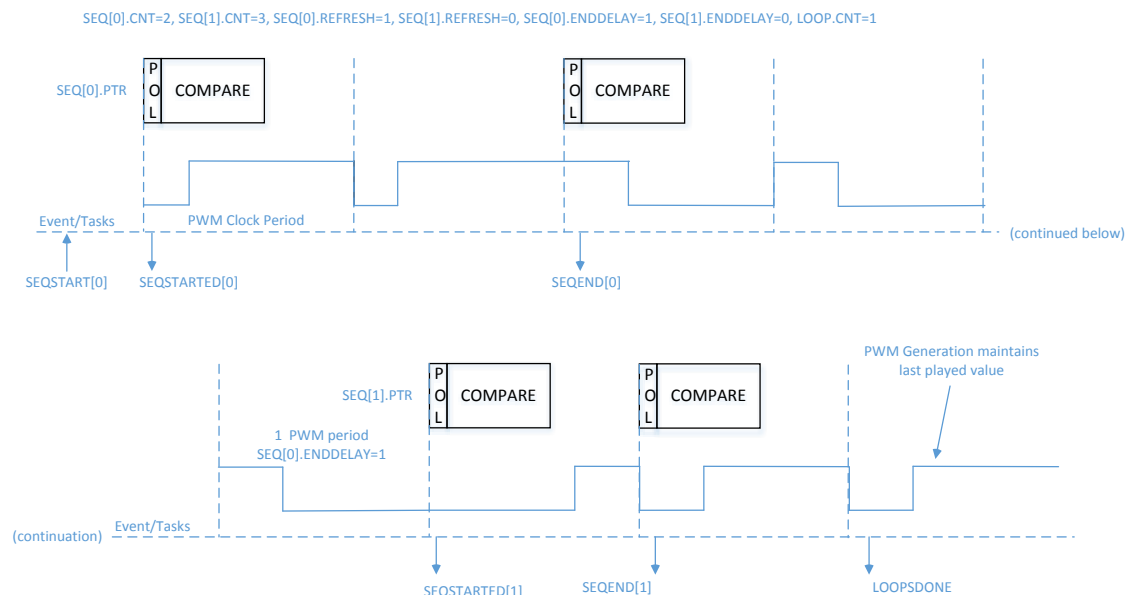 SEQ[0].CNT=2, SEQ[1].CNT=3, SEQ[0].REFRESH=1, SEQ[1].REFRESH=0, SEQ[0].ENDDELAY=1, SEQ[1].ENDDELAY=0, LOOP.CNT=1
SEQ[0].PTR
P
O
L
COMPARE
P
O
L
COMPARE
Event/Tasks
PWM Clock Period
(continued below)
SEQSTART[0]
SEQSTARTED[0]
SEQEND[0]
SEQ[1].PTR
P
O
L
COMPARE
P
O
L
COMPARE
PWM Generation maintains
last played value
1 PWM period
SEQ[0].ENDDELAY=1
(continuation)
Event/Tasks
SEQSTARTED[1]
SEQEND[1]
LOOPSDONE